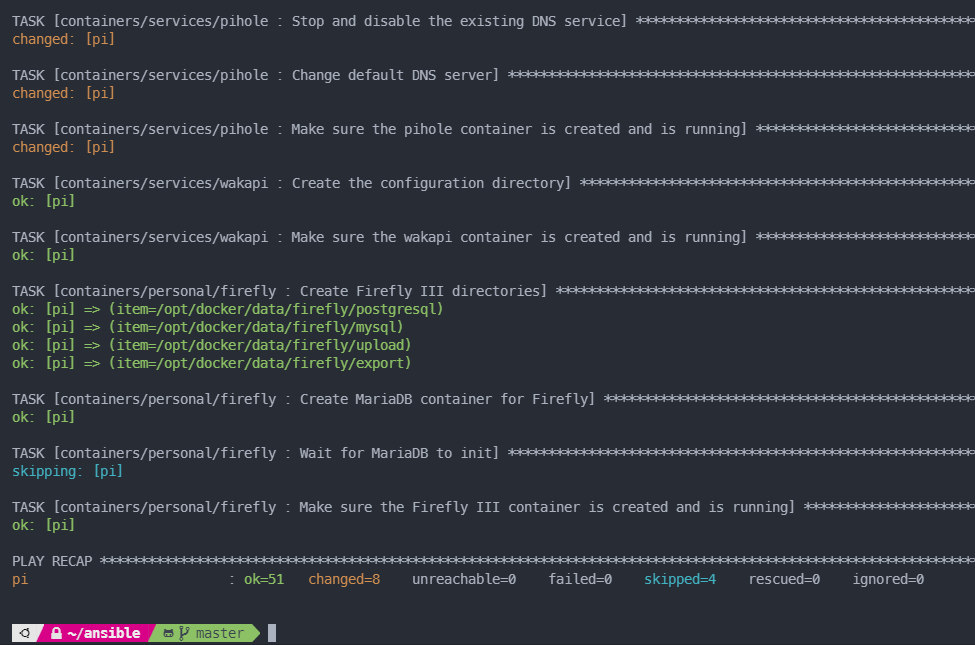 TASK [containers/services/pihole : Stop and disable the existing DNS service] ******************************************
changed: [pi]
TASK [containers/services/pihole : Change default DNS server] **********************************************************
changed: [pi]
TASK [containers/services/pihole : Make sure the pihole container is created and is running] ***************************
changed: [pi]
TASK [containers/services/wakapi : Create the configuration directory] *************************************************
ok: [pi]
TASK [containers/services/wakapi : Make sure the wakapi container is created and is running] ***************************
ok: [pi]
TASK [containers/personal/firefly : Create Firefly III directories] ****************************************************
ok: [pi] => (item=/opt/docker/data/firefly/postgresql)
ok: [pi] => (item=/opt/docker/data/firefly/mysql)
ok: [pi] => (item=/opt/docker/data/firefly/upload)
ok: [pi] => (item=/opt/docker/data/firefly/export)
TASK [containers/personal/firefly : Create MariaDB container for Firefly] **********************************************
ok: [pi]
TASK [containers/personal/firefly : Wait for MariaDB to init] **********************************************************
skipping: [pi]
TASK [containers/personal/firefly : Make sure the Firefly III container is created and is running] *********************
ok: [pi]
PLAY RECAP *************************************************************************************************************
pi : ok=51 changed=8 unreachable=0 failed=0 skipped=4 rescued=0 ignored=0
~/ansible master